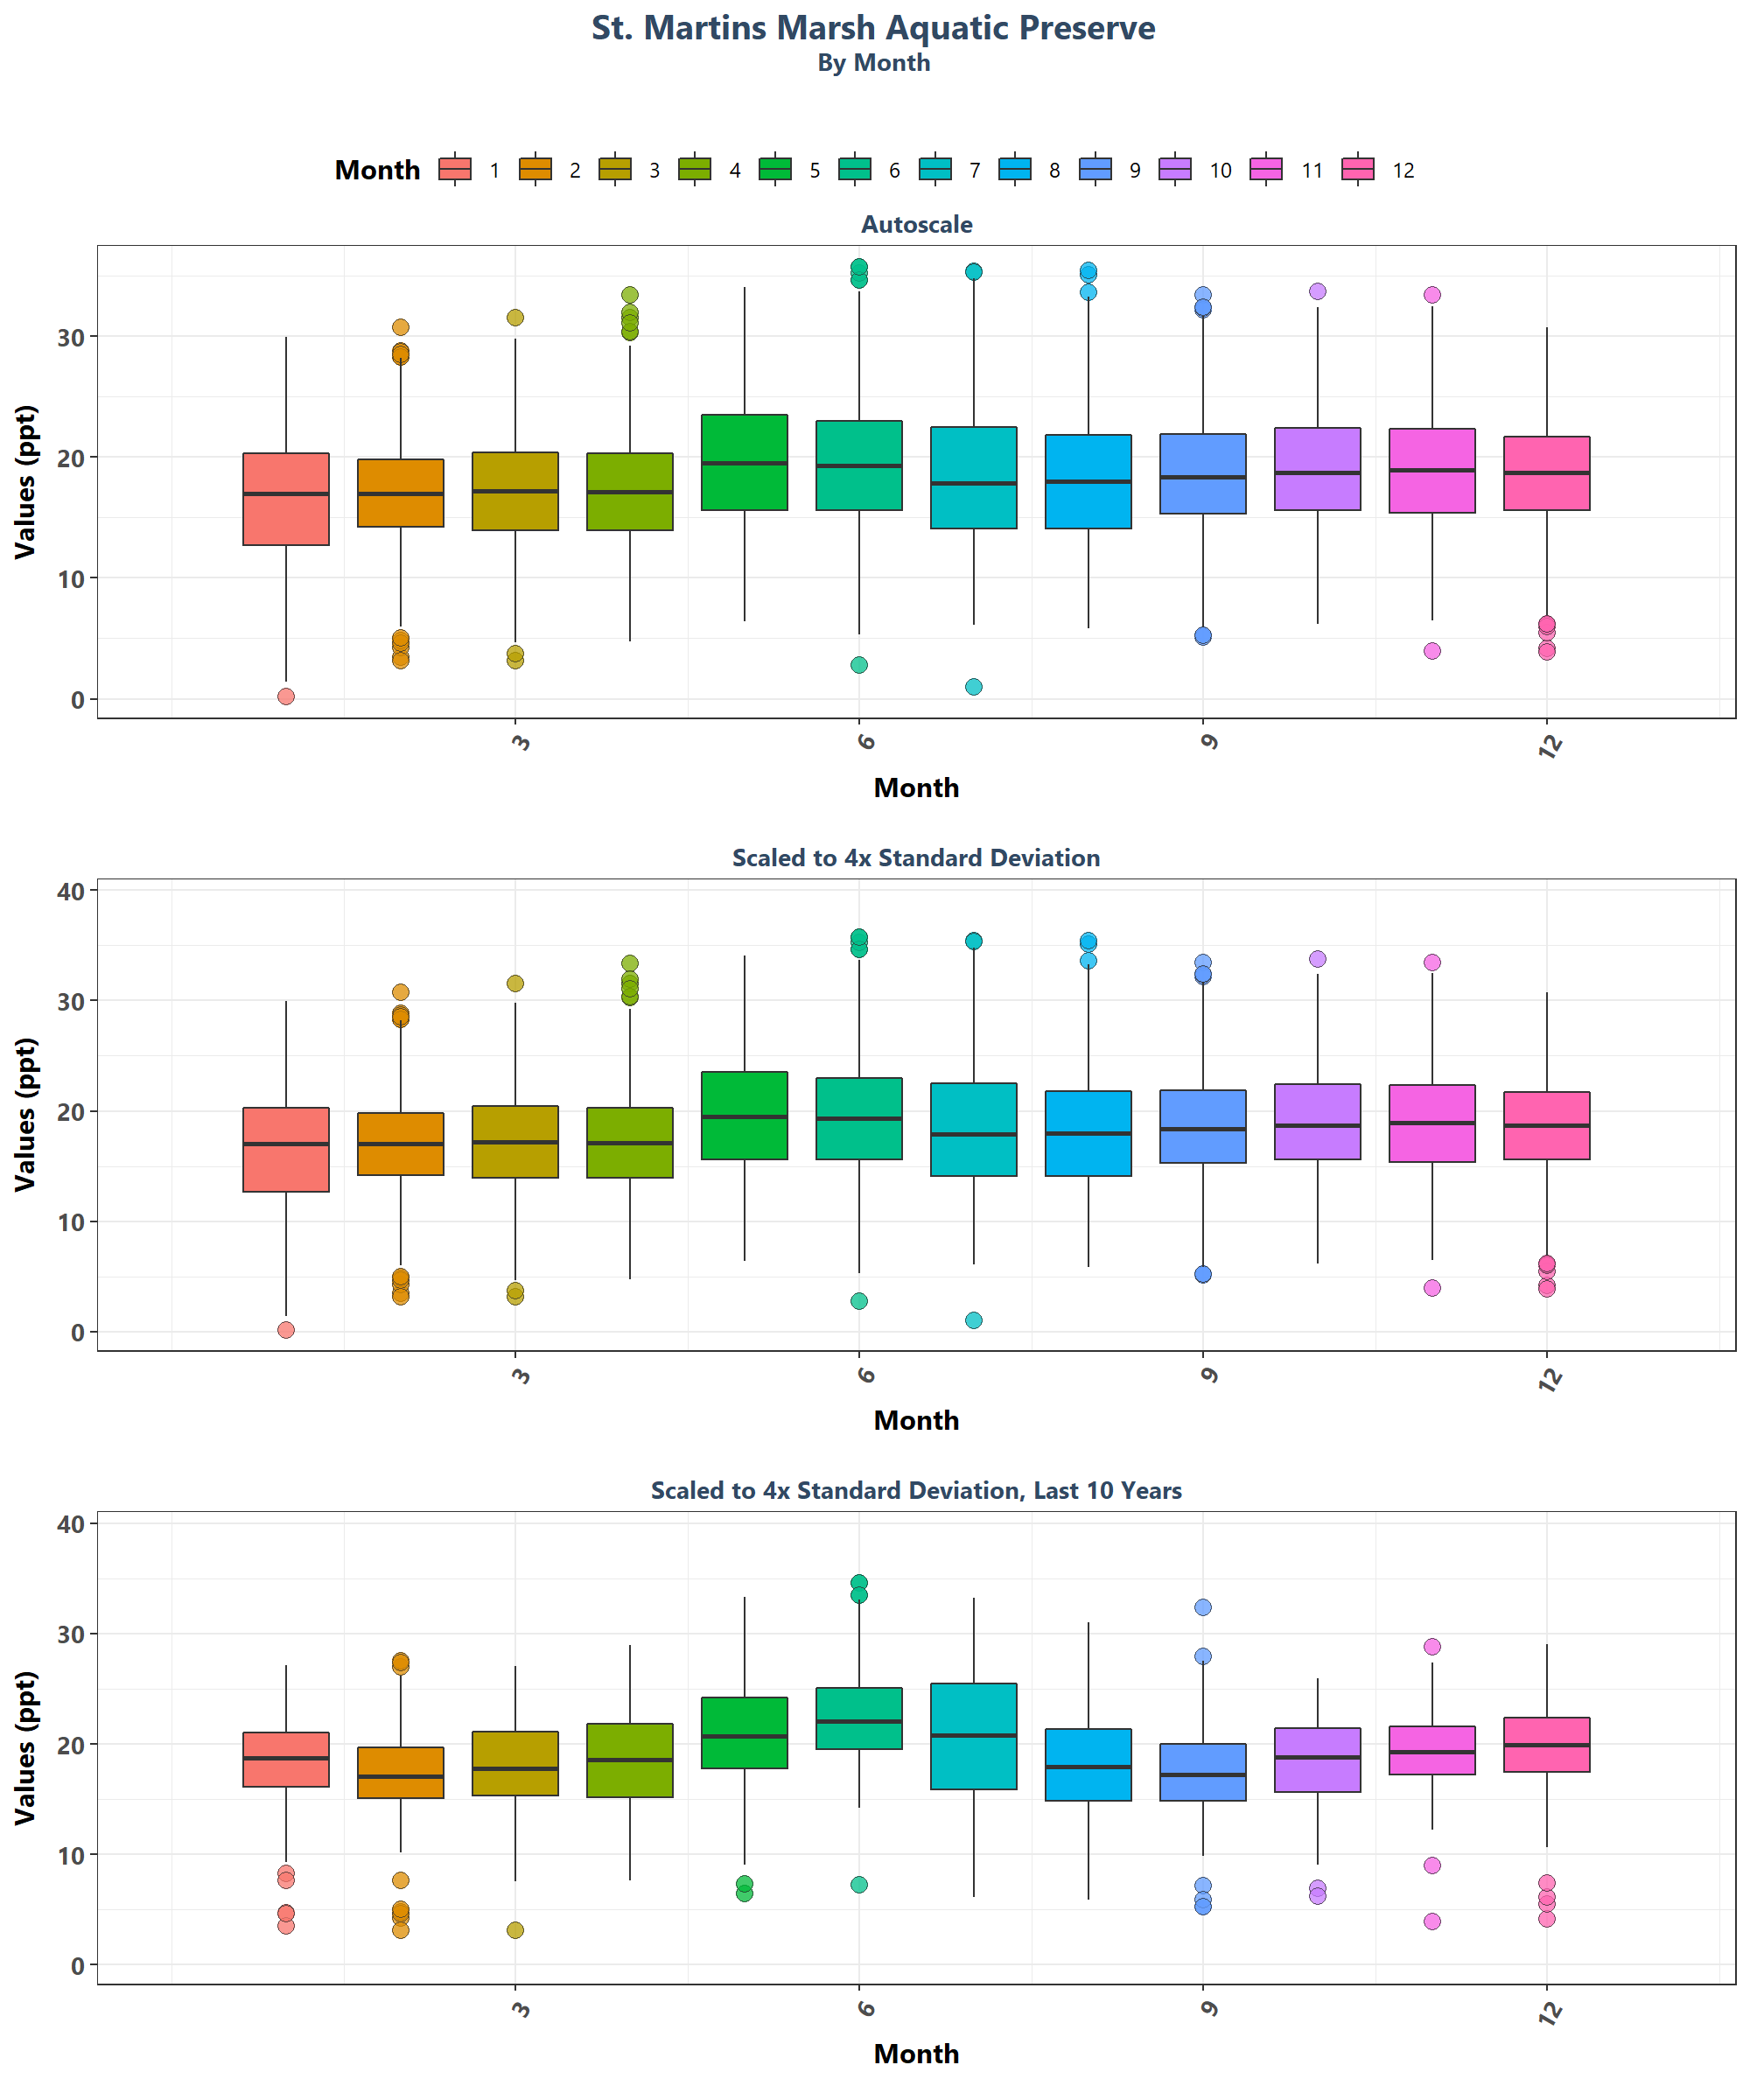 St. Martins Marsh Aquatic Preserve
By Month
Month 1 2 3 4 5 6 7 8 9 10 11 12
Autoscale
Values (ppt)
30
20
10
0
3 6 9 12
Month
Scaled to 4x Standard Deviation
Values (ppt)
40
30
20
10
0
3 6 9 12
Month
Scaled to 4x Standard Deviation, Last 10 Years
Values (ppt)
40
30
20
10
0
3 6 9 12
Month